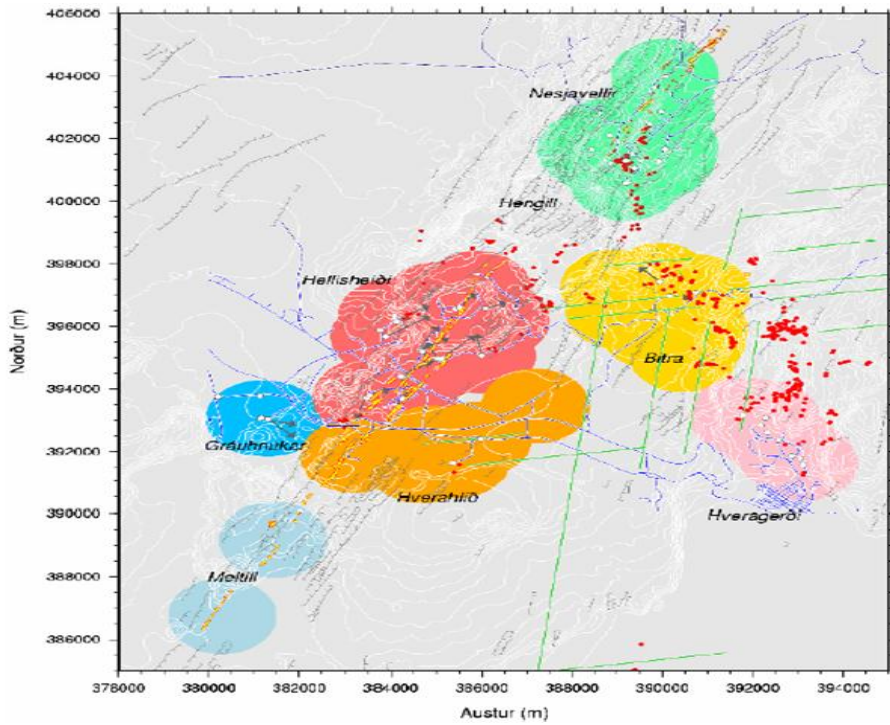 406000
404000
402000
400000
398000
396000
394000
392000
390000
388000
386000
Norður (m)
Nesjavellir
Hengill
Hellisheiði
Bitra
Gráuhnúkar
Hverahlíð
Hveragerði
Meitill
378000 380000 382000 384000 386000 388000 390000 392000 394000
Austur (m)